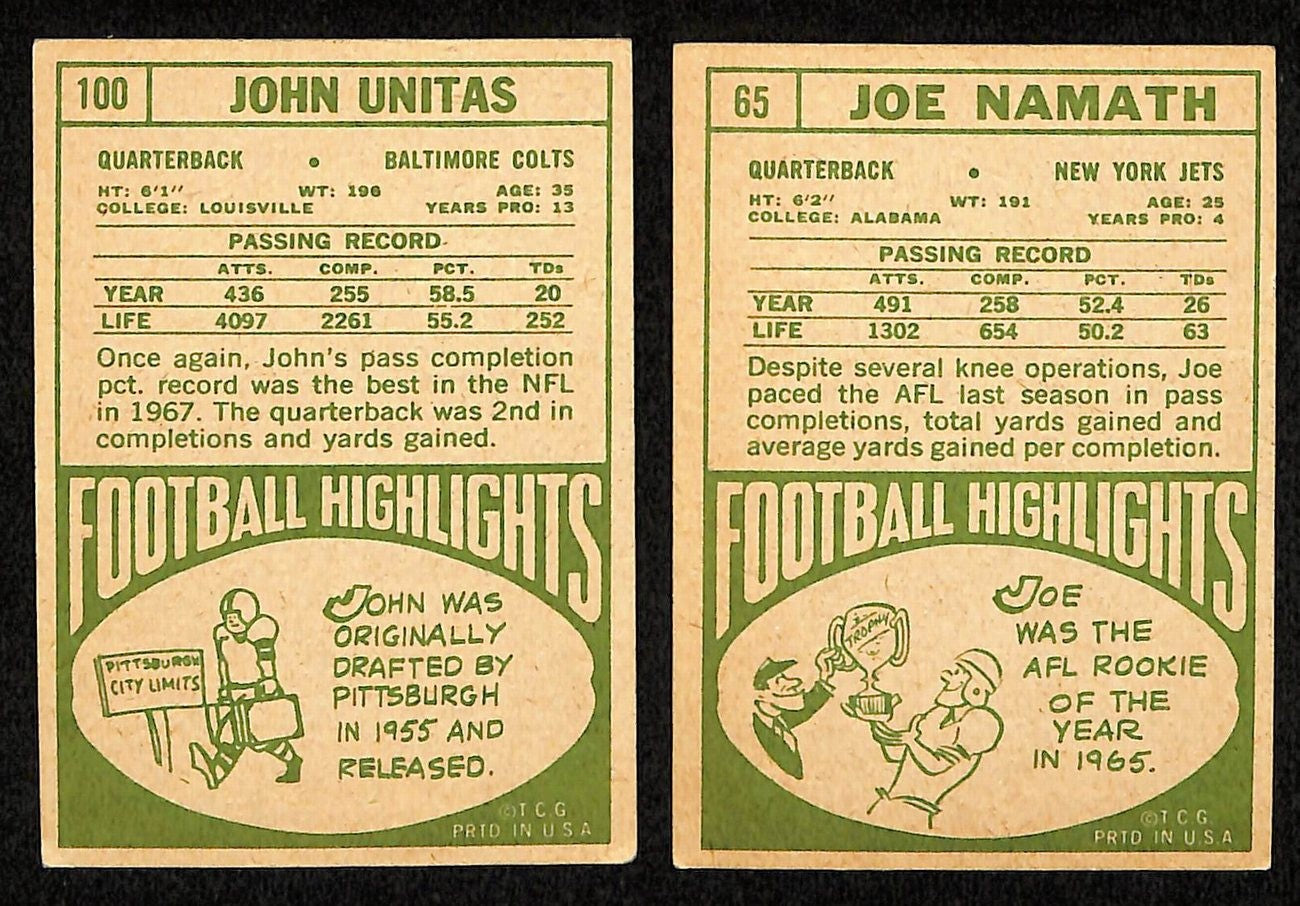 100 JOHN UNITAS
QUARTERBACK • BALTIMORE COLTS
HT: 6'1" WT: 196 AGE: 35
COLLEGE: LOUISVILLE YEARS PRO: 13
PASSING RECORD
ATTS. COMP. PCT. TDs
YEAR 436 255 58.5 20
LIFE 4097 2261 55.2 252
Once again, John's pass completion
pct. record was the best in the NFL
in 1967. The quarterback was 2nd in
completions and yards gained.
FOOTBALL HIGHLIGHTS
PITTSBURGH
CITY LIMITS
JOHN WAS
ORIGINALLY
DRAFTED BY
PITTSBURGH
IN 1955 AND
RELEASED.
©T.C.G.
PRTD IN U.S.A
65 JOE NAMATH
QUARTERBACK • NEW YORK JETS
HT: 6'2" WT: 191 AGE: 25
COLLEGE: ALABAMA YEARS PRO: 4
PASSING RECORD
ATTS. COMP. PCT. TDs
YEAR 491 258 52.4 26
LIFE 1302 654 50.2 63
Despite several knee operations, Joe
paced the AFL last season in pass
completions, total yards gained and
average yards gained per completion.
FOOTBALL HIGHLIGHTS
TROPHY
JOE
WAS THE
AFL ROOKIE
OF THE
YEAR
IN 1965.
©T.C.G.
PRTD IN U.S.A